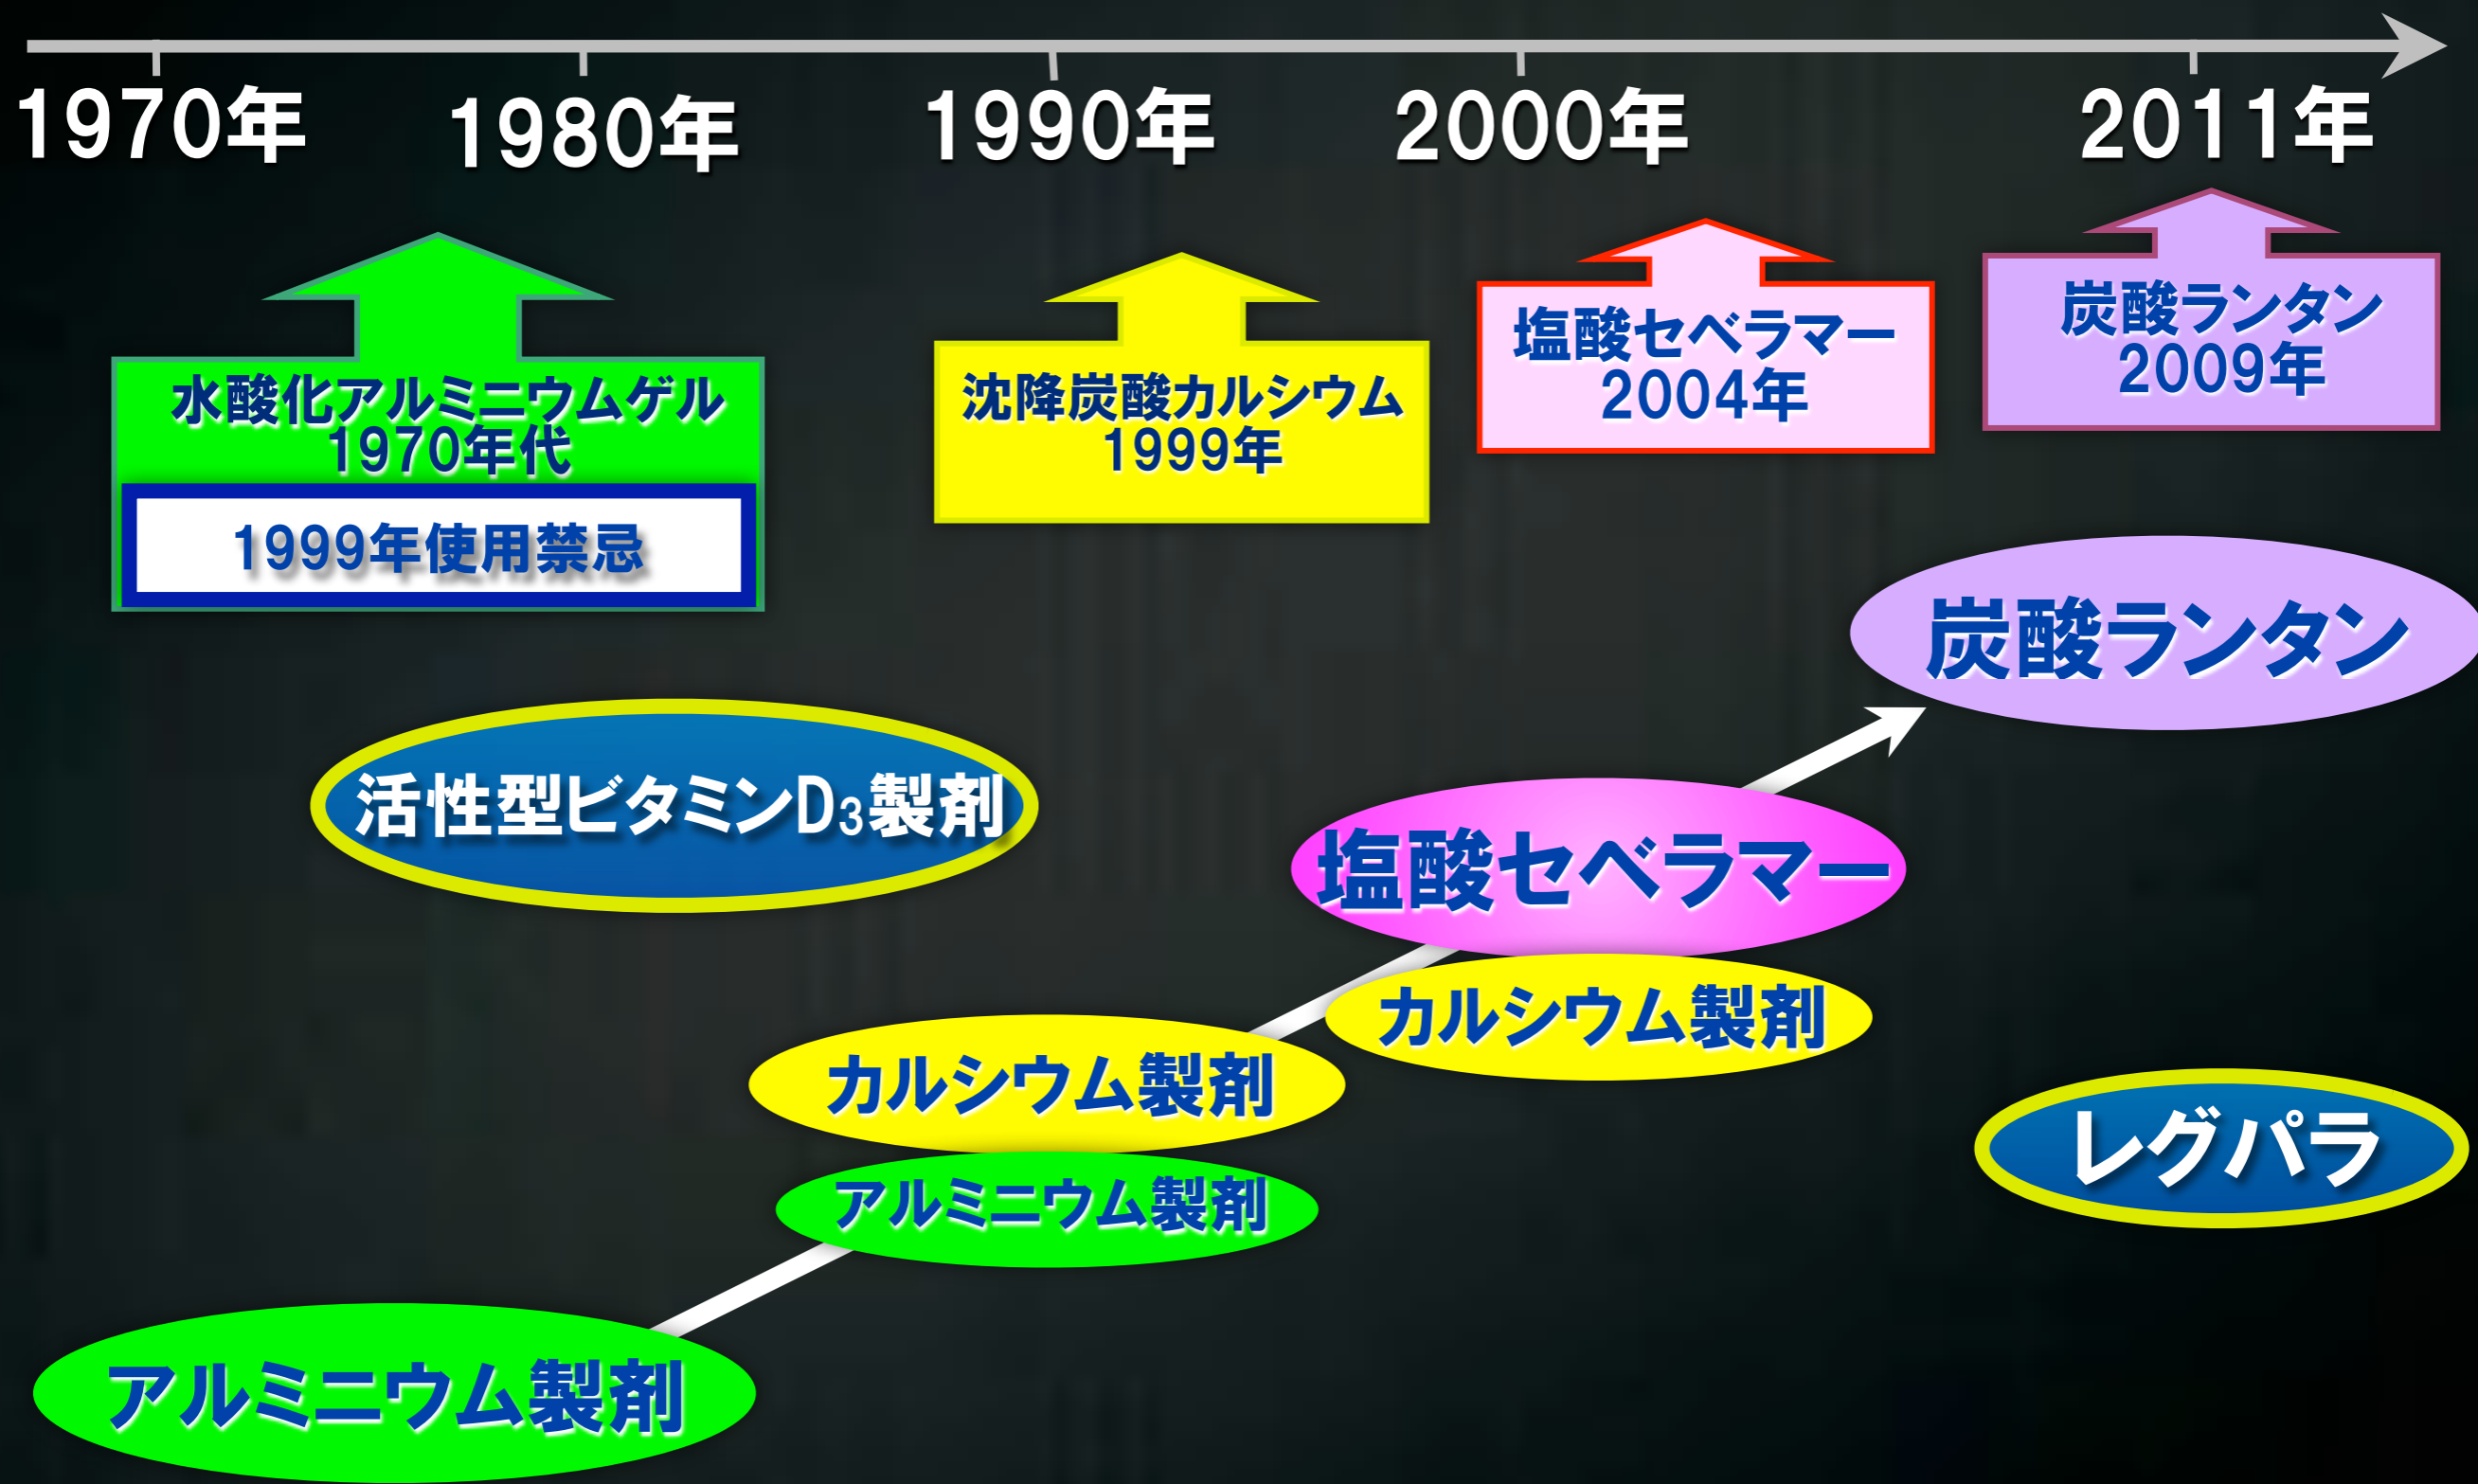 1970年
1980年
1990年
2000年
2011年
水酸化アルミニウムゲル
1970年代
1999年使用禁忌
沈降炭酸カルシウム
1999年
塩酸セベラマー
2004年
炭酸ランタン
2009年
炭酸ランタン
活性型ビタミンD₃製剤
塩酸セベラマー
カルシウム製剤
カルシウム製剤
アルミニウム製剤
レグパラ
アルミニウム製剤